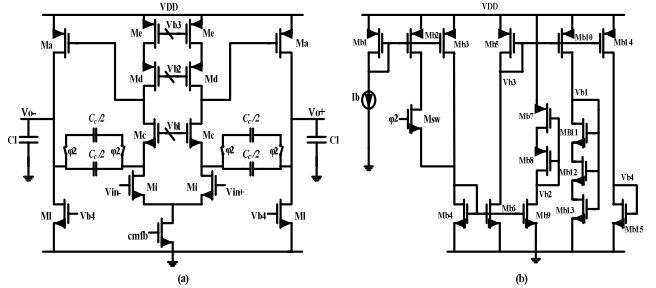 VDD
Ma
Me
Vb3
Me
Ma
Md
Vb2
Md
Vo-
Vo+
Cl
Cc/2
Mc
Vb1
Mc
Cc/2
Cl
φ2
φ2
φ2
φ2
Cc/2
Cc/2
Vin-
Mi
Mi
Vin+
Ml
Vb4
Vb4
Ml
cmfb
(a)
VDD
Mb1
Mb2
Mb3
Mb5
Mb10
Mb14
Vb3
Ib
Vb1
φ2
Msw
Mb7
MB11
Mb8
Mb12
Vb4
Vb2
Mb4
Mb6
Mb9
Mb13
Mb15
(b)